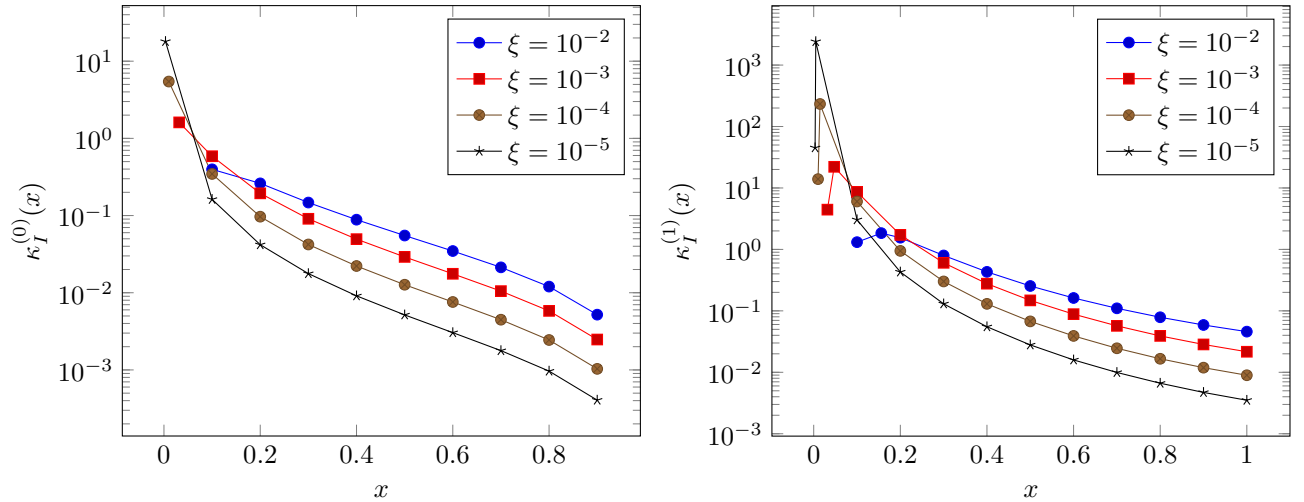 10^1
10^0
10^{-1}
10^{-2}
10^{-3}
κ_I^{(0)}(x)
0 0.2 0.4 0.6 0.8
x
ξ = 10^{-2}
ξ = 10^{-3}
ξ = 10^{-4}
ξ = 10^{-5}
10^3
10^2
10^1
10^0
10^{-1}
10^{-2}
10^{-3}
κ_I^{(1)}(x)
0 0.2 0.4 0.6 0.8 1
x
ξ = 10^{-2}
ξ = 10^{-3}
ξ = 10^{-4}
ξ = 10^{-5}